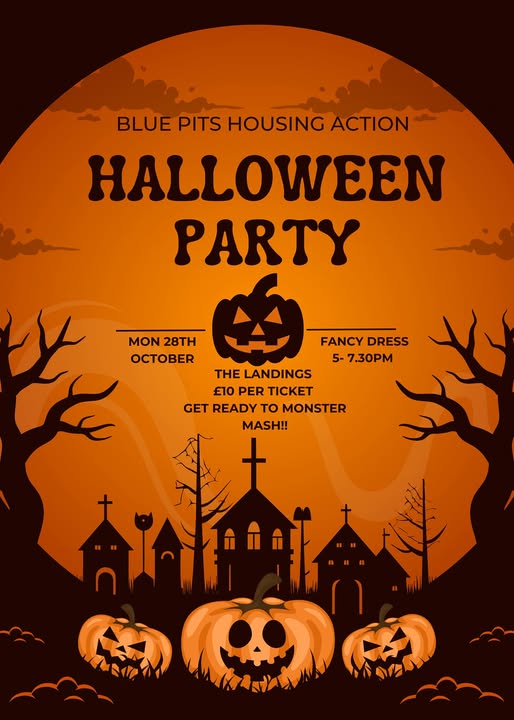 BLUE PITS HOUSING ACTION
HALLOWEEN
PARTY
MON 28TH
OCTOBER
FANCY DRESS
5- 7.30PM
THE LANDINGS
£10 PER TICKET
GET READY TO MONSTER
MASH!!